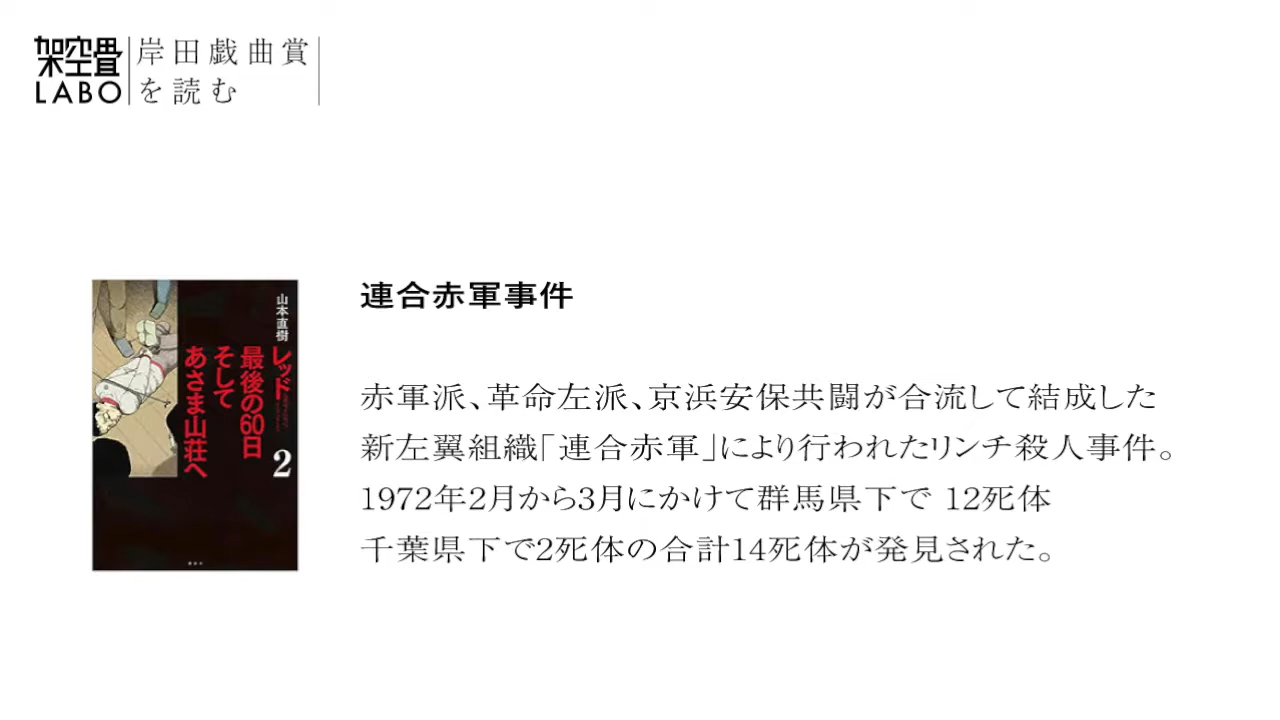 架空畳
LABO
岸田戯曲賞
を読む
山本直樹
レッド
最後の60日
そして
あさま山荘へ
2
連合赤軍事件
赤軍派、革命左派、京浜安保共闘が合流して結成した
新左翼組織「連合赤軍」により行われたリンチ殺人事件。
1972年2月から3月にかけて群馬県下で 12死体
千葉県下で2死体の合計14死体が発見された。